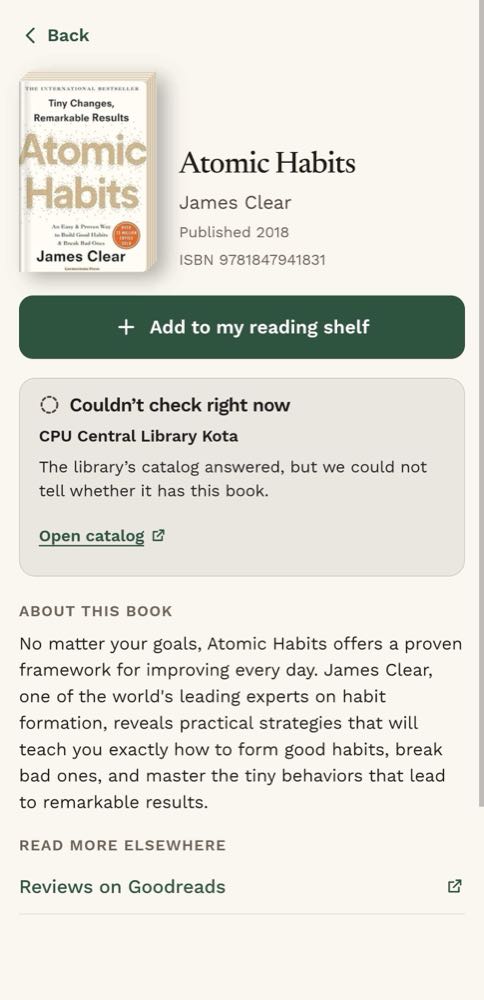 Back
THE INTERNATIONAL BESTSELLER
Tiny Changes,
Remarkable Results
Atomic
Habits
An Easy & Proven Way
to Build Good Habits
& Break Bad Ones
OVER
COPIES
SOLD
James Clear
Atomic Habits
James Clear
Published 2018
ISBN 9781847941831
Add to my reading shelf
Couldn’t check right now
CPU Central Library Kota
The library’s catalog answered, but we could not
tell whether it has this book.
Open catalog
ABOUT THIS BOOK
No matter your goals, Atomic Habits offers a proven
framework for improving every day. James Clear,
one of the world's leading experts on habit
formation, reveals practical strategies that will
teach you exactly how to form good habits, break
bad ones, and master the tiny behaviors that lead
to remarkable results.
READ MORE ELSEWHERE
Reviews on Goodreads